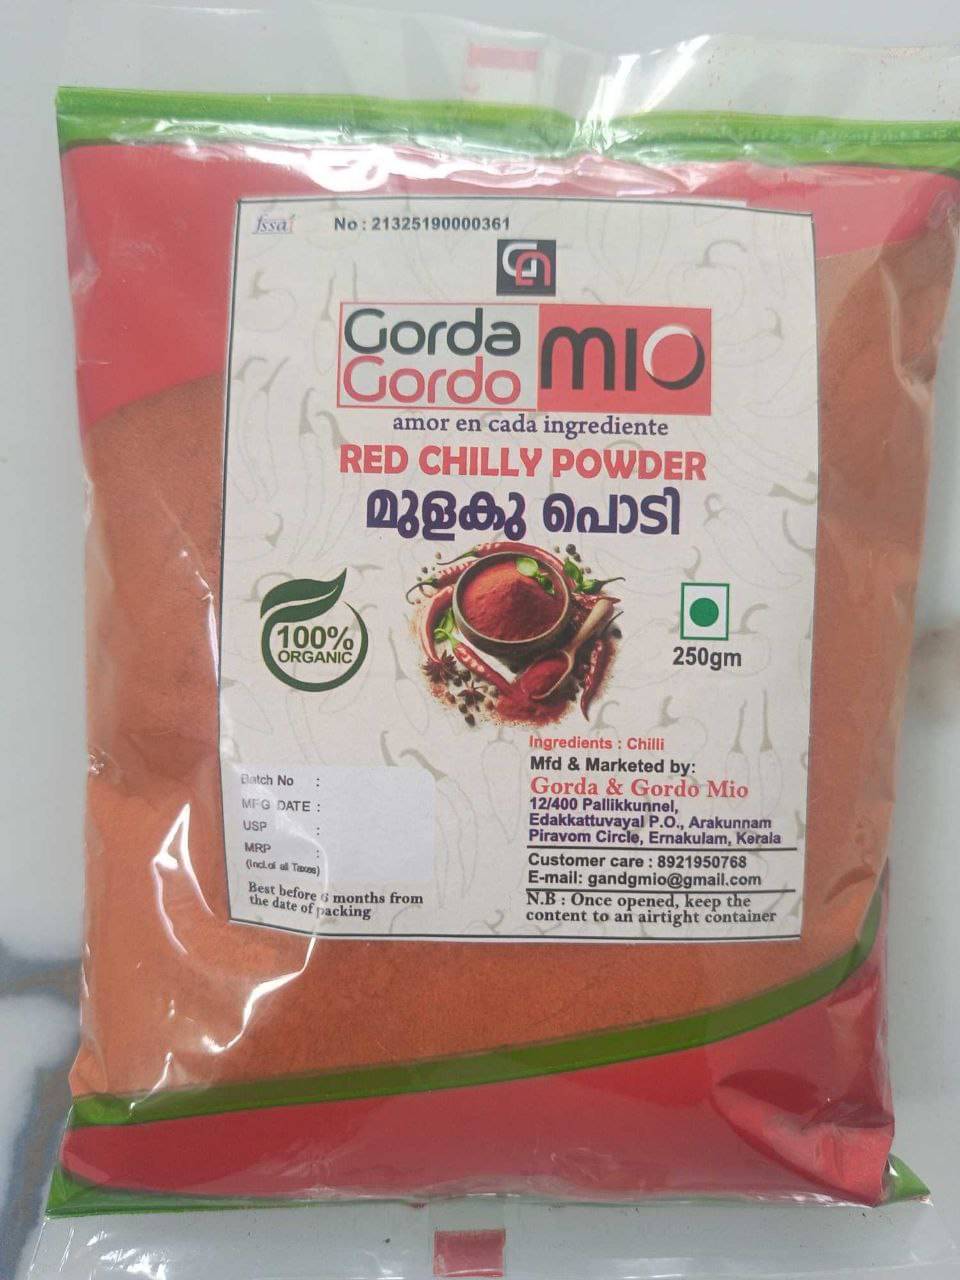 fssai
No : 21325190000361
Gorda
Gordo
mio
amor en cada ingrediente
RED CHILLY POWDER
മുളകു പൊടി
100%
ORGANIC
250gm
Ingredients : Chilli
Mfd & Marketed by:
Gorda & Gordo Mio
12/400 Pallikkunnel,
Edakkattuvayal P.O., Arakunnam
Piravom Circle, Ernakulam, Kerala
Customer care : 8921950768
E-mail: gandgmio@gmail.com
N.B : Once opened, keep the
content to an airtight container
Batch No :
MFG DATE :
USP :
MRP :
(Incl.of all Taxes)
Best before 6 months from
the date of packing